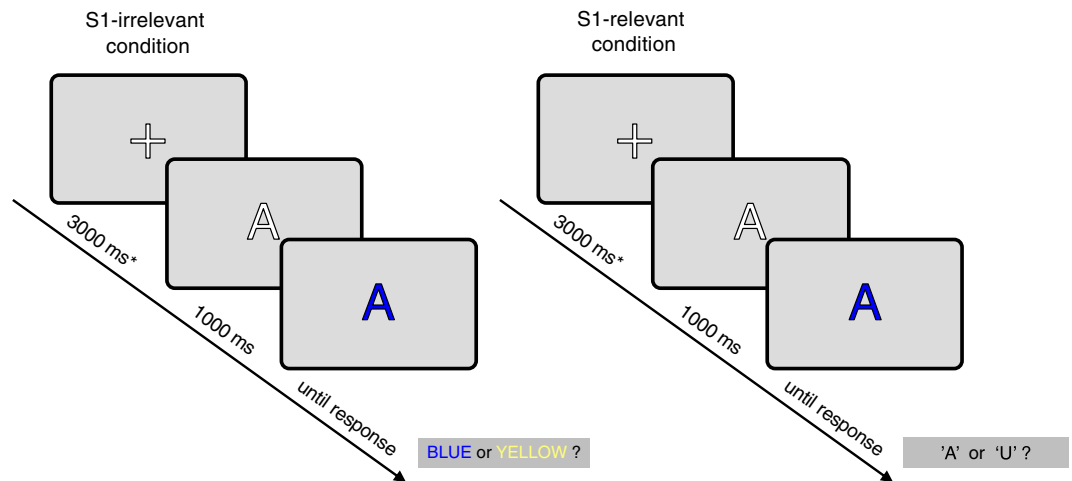 S1-irrelevant
condition
A
A
3000 ms*
1000 ms
until response
BLUE or YELLOW ?
S1-relevant
condition
A
A
3000 ms*
1000 ms
until response
'A' or 'U' ?